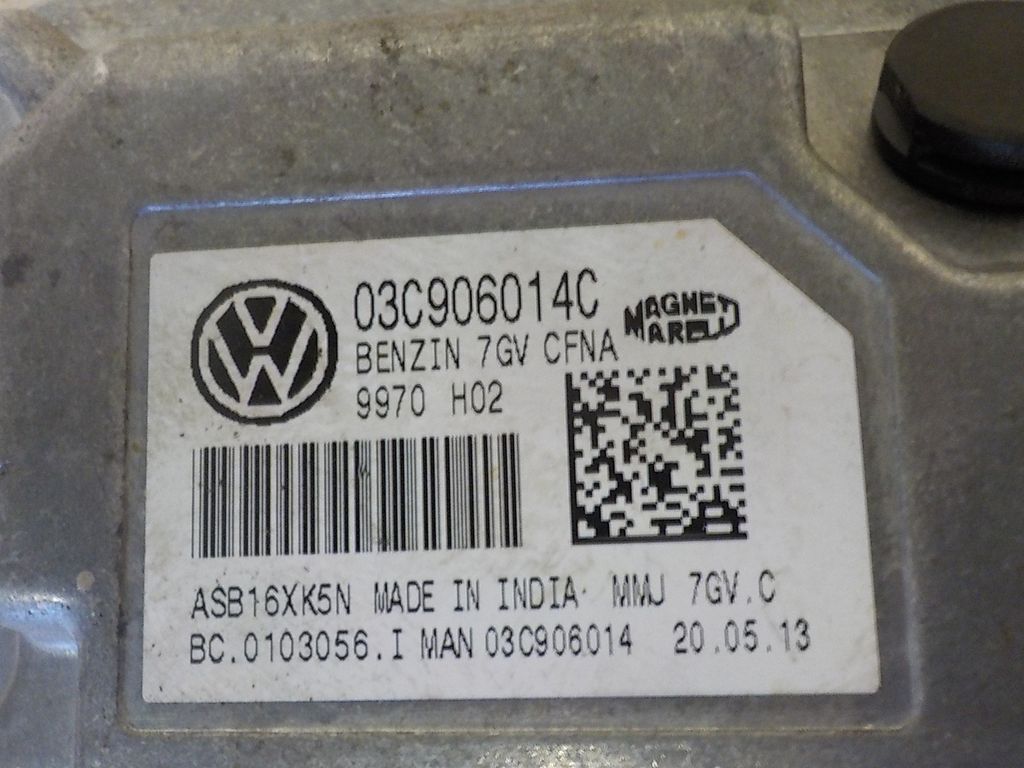 03C906014C
MAGNETI
MARELLI
BENZIN 7GV CFNA
9970 H02
ASB16XK5N MADE IN INDIA MMJ 7GV.C
BC.0103056.I MAN 03C906014 20.05.13